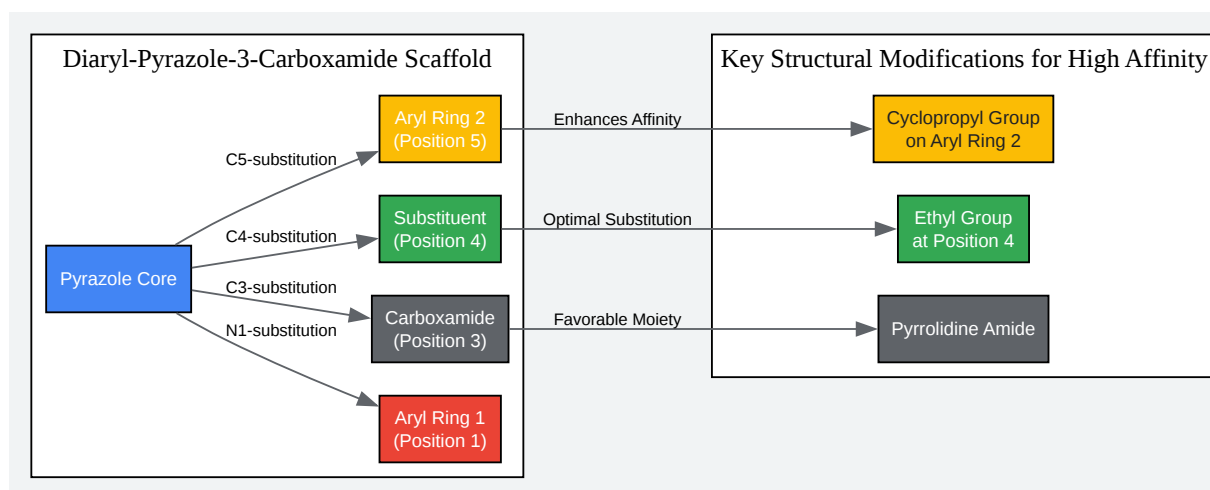 Diaryl-Pyrazole-3-Carboxamide Scaffold
Pyrazole Core
C5-substitution
C4-substitution
C3-substitution
N1-substitution
Aryl Ring 2
(Position 5)
Substituent
(Position 4)
Carboxamide
(Position 3)
Aryl Ring 1
(Position 1)
Enhances Affinity
Optimal Substitution
Favorable Moiety
Key Structural Modifications for High Affinity
Cyclopropyl Group
on Aryl Ring 2
Ethyl Group
at Position 4
Pyrrolidine Amide